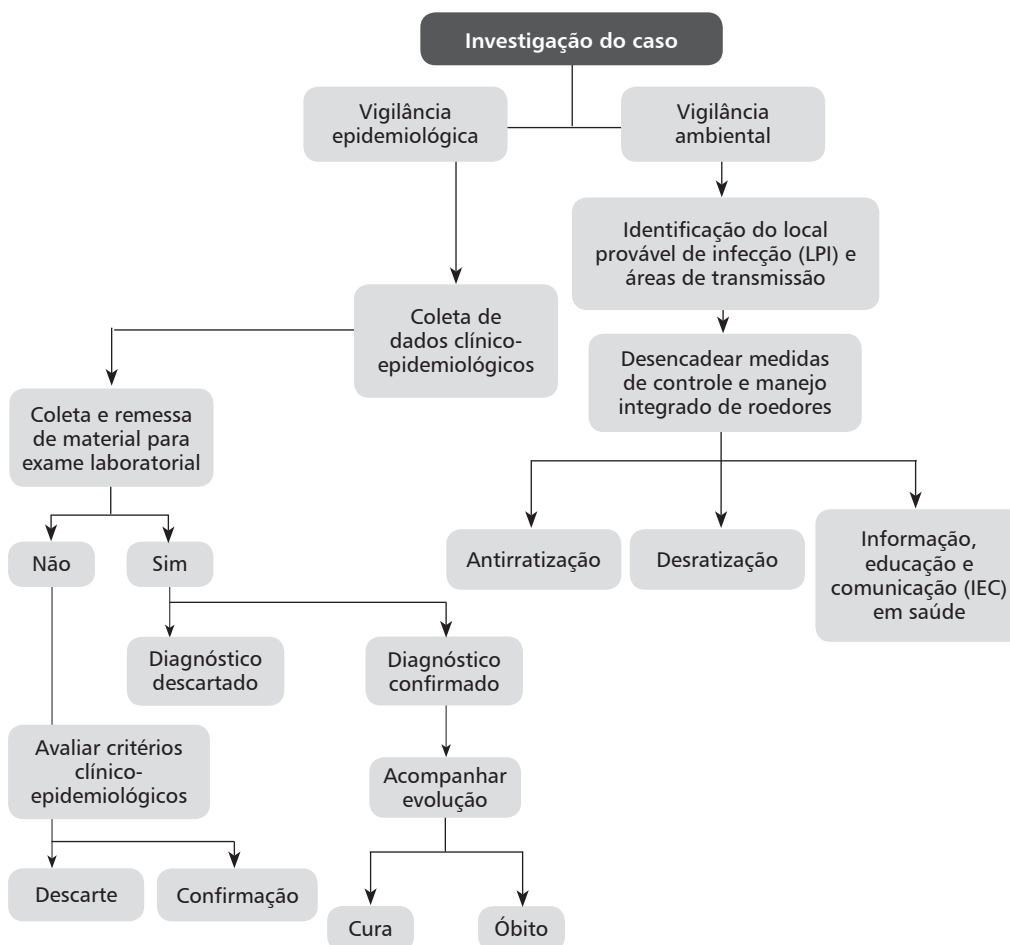 Investigação do caso
Vigilância
epidemiológica
Vigilância
ambiental
Identificação do local
provável de infecção (LPI) e
áreas de transmissão
Coleta de
dados clínico-
epidemiológicos
Desencadear medidas
de controle e manejo
integrado de roedores
Coleta e remessa
de material para
exame laboratorial
Antirratização
Desratização
Informação,
educação e
comunicação (IEC)
em saúde
Não
Sim
Diagnóstico
descartado
Diagnóstico
confirmado
Avaliar critérios
clínico-
epidemiológicos
Acompanhar
evolução
Descarte
Confirmação
Cura
Óbito